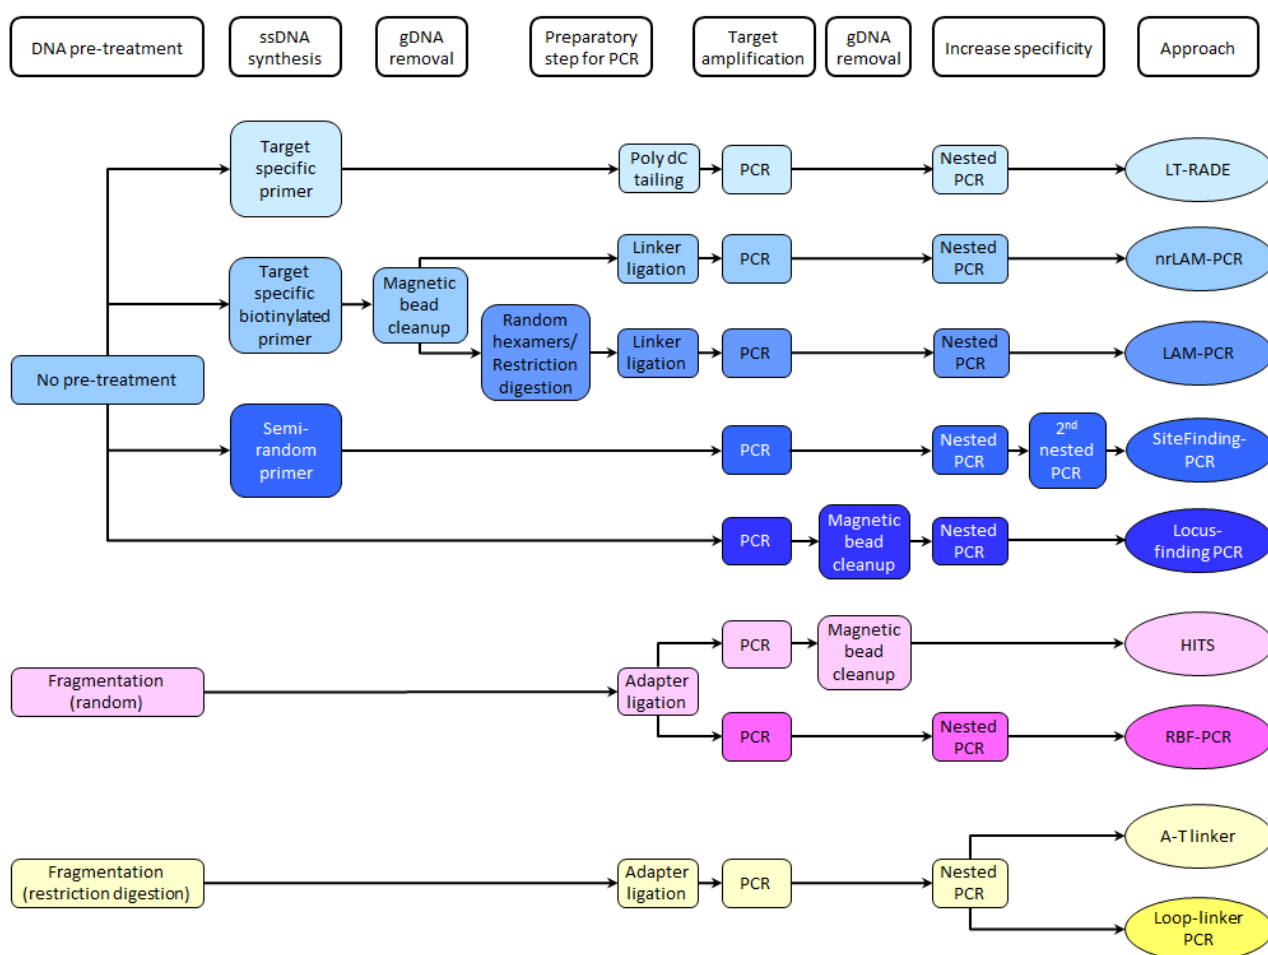 DNA pre-treatment
ssDNA
synthesis
gDNA
removal
Preparatory
step for PCR
Target
amplification
gDNA
removal
Increase specificity
Approach
Target
specific
primer
Poly dC
tailing
PCR
Nested
PCR
LT-RADE
Target
specific
biotinylated
primer
Magnetic
bead
cleanup
Linker
ligation
PCR
Nested
PCR
nrLAM-PCR
Random
hexamers/
Restriction
digestion
Linker
ligation
PCR
Nested
PCR
LAM-PCR
No pre-treatment
Semi-
random
primer
PCR
Nested
PCR
2nd
nested
PCR
SiteFinding-
PCR
PCR
Magnetic
bead
cleanup
Nested
PCR
Locus-
finding PCR
Fragmentation
(random)
Adapter
ligation
PCR
Magnetic
bead
cleanup
HITS
PCR
Nested
PCR
RBF-PCR
Fragmentation
(restriction digestion)
Adapter
ligation
PCR
Nested
PCR
A-T linker
Loop-linker
PCR